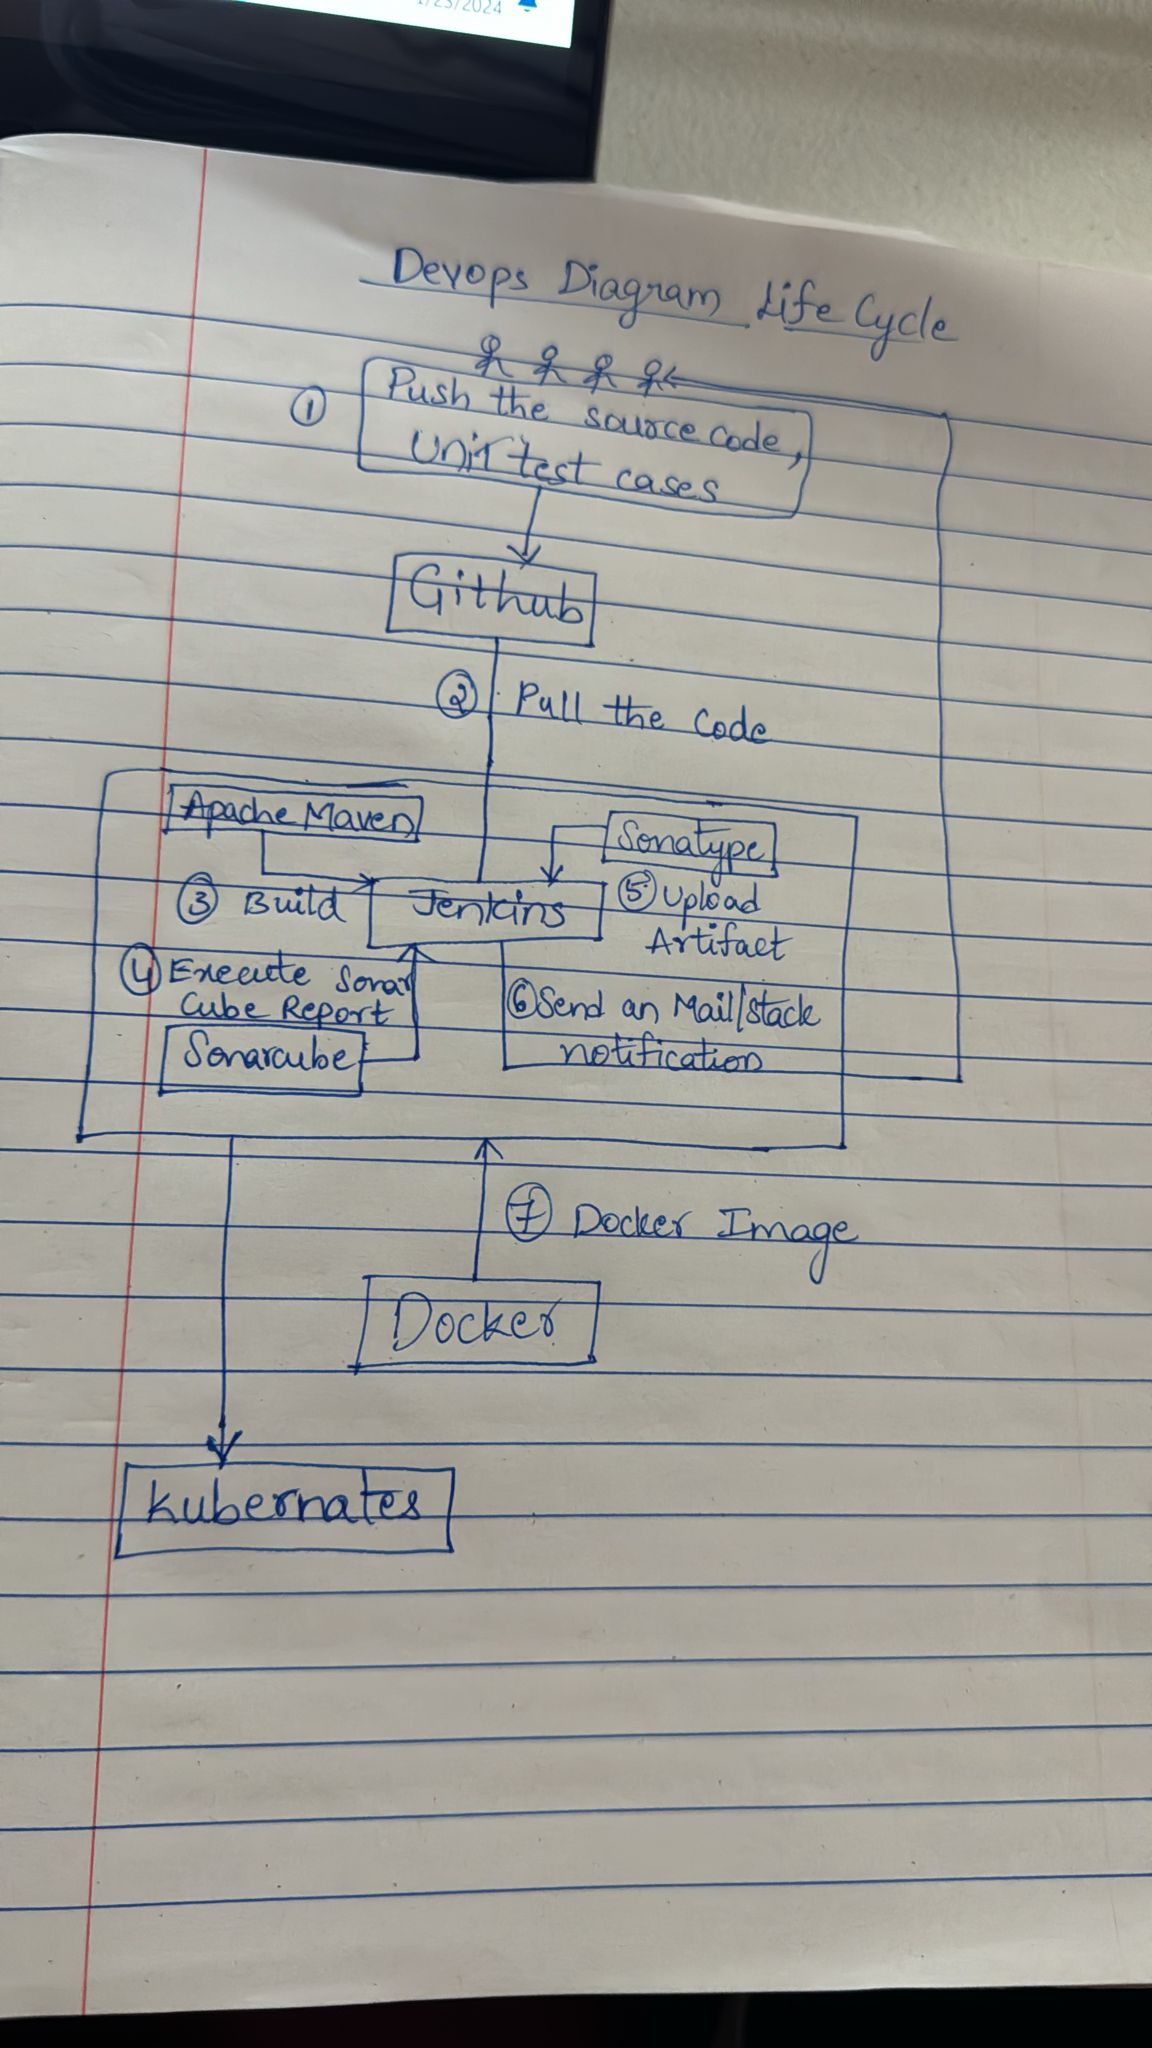 1/23/2024
Devops Diagram Life Cycle
① Push the source code,
Unit test cases
Github
② Pull the code
Apache Maven
Sonatype
③ Build
Jenkins
⑤ Upload
Artifact
④ Execute Sonar
Cube Report
Sonarcube
⑥ Send an Mail/stack
notification
⑦ Docker Image
Docker
Kubernates